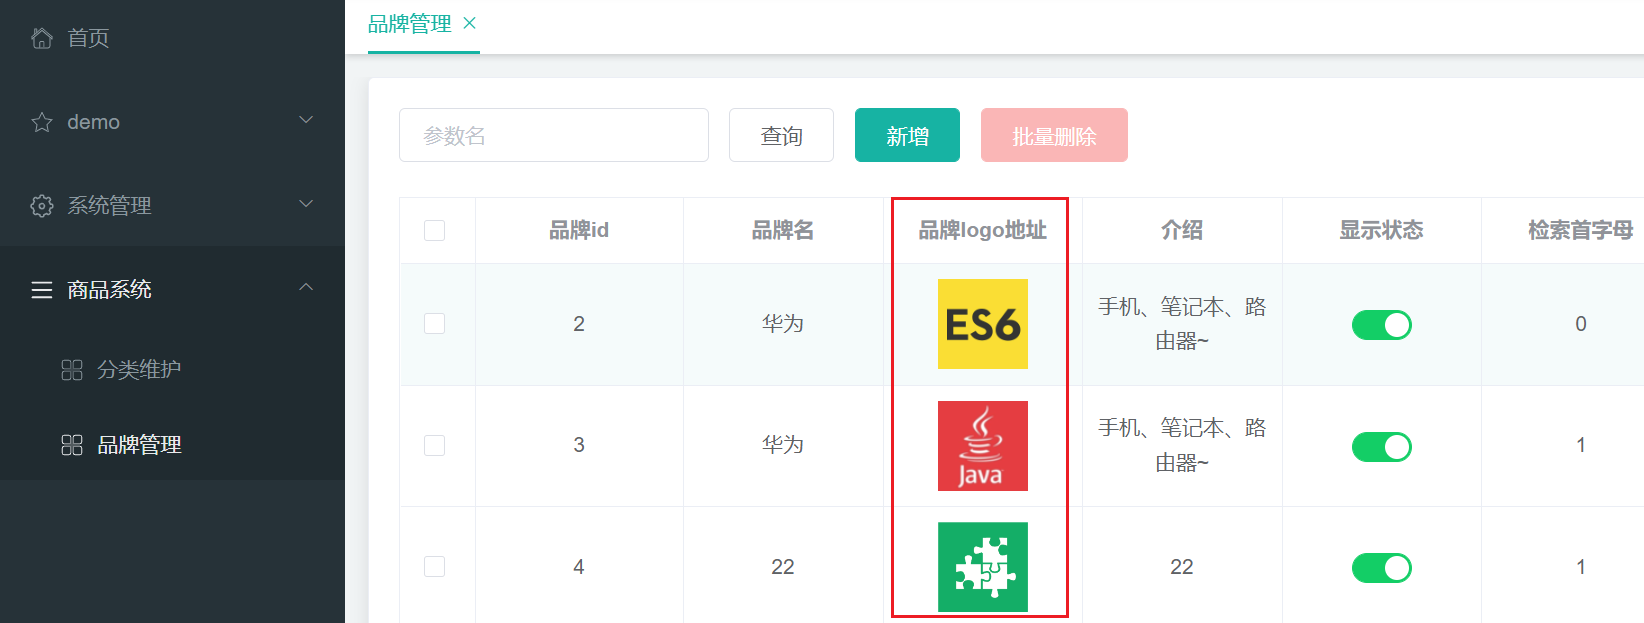 首页
demo
系统管理
商品系统
分类维护
品牌管理
品牌管理
参数名 查询 新增 批量删除
品牌id 品牌名 品牌logo地址 介绍 显示状态 检索首字母
2 华为 ES6 手机、笔记本、路
由器~ 0
3 华为 Java 手机、笔记本、路
由器~ 1
4 22 22 1